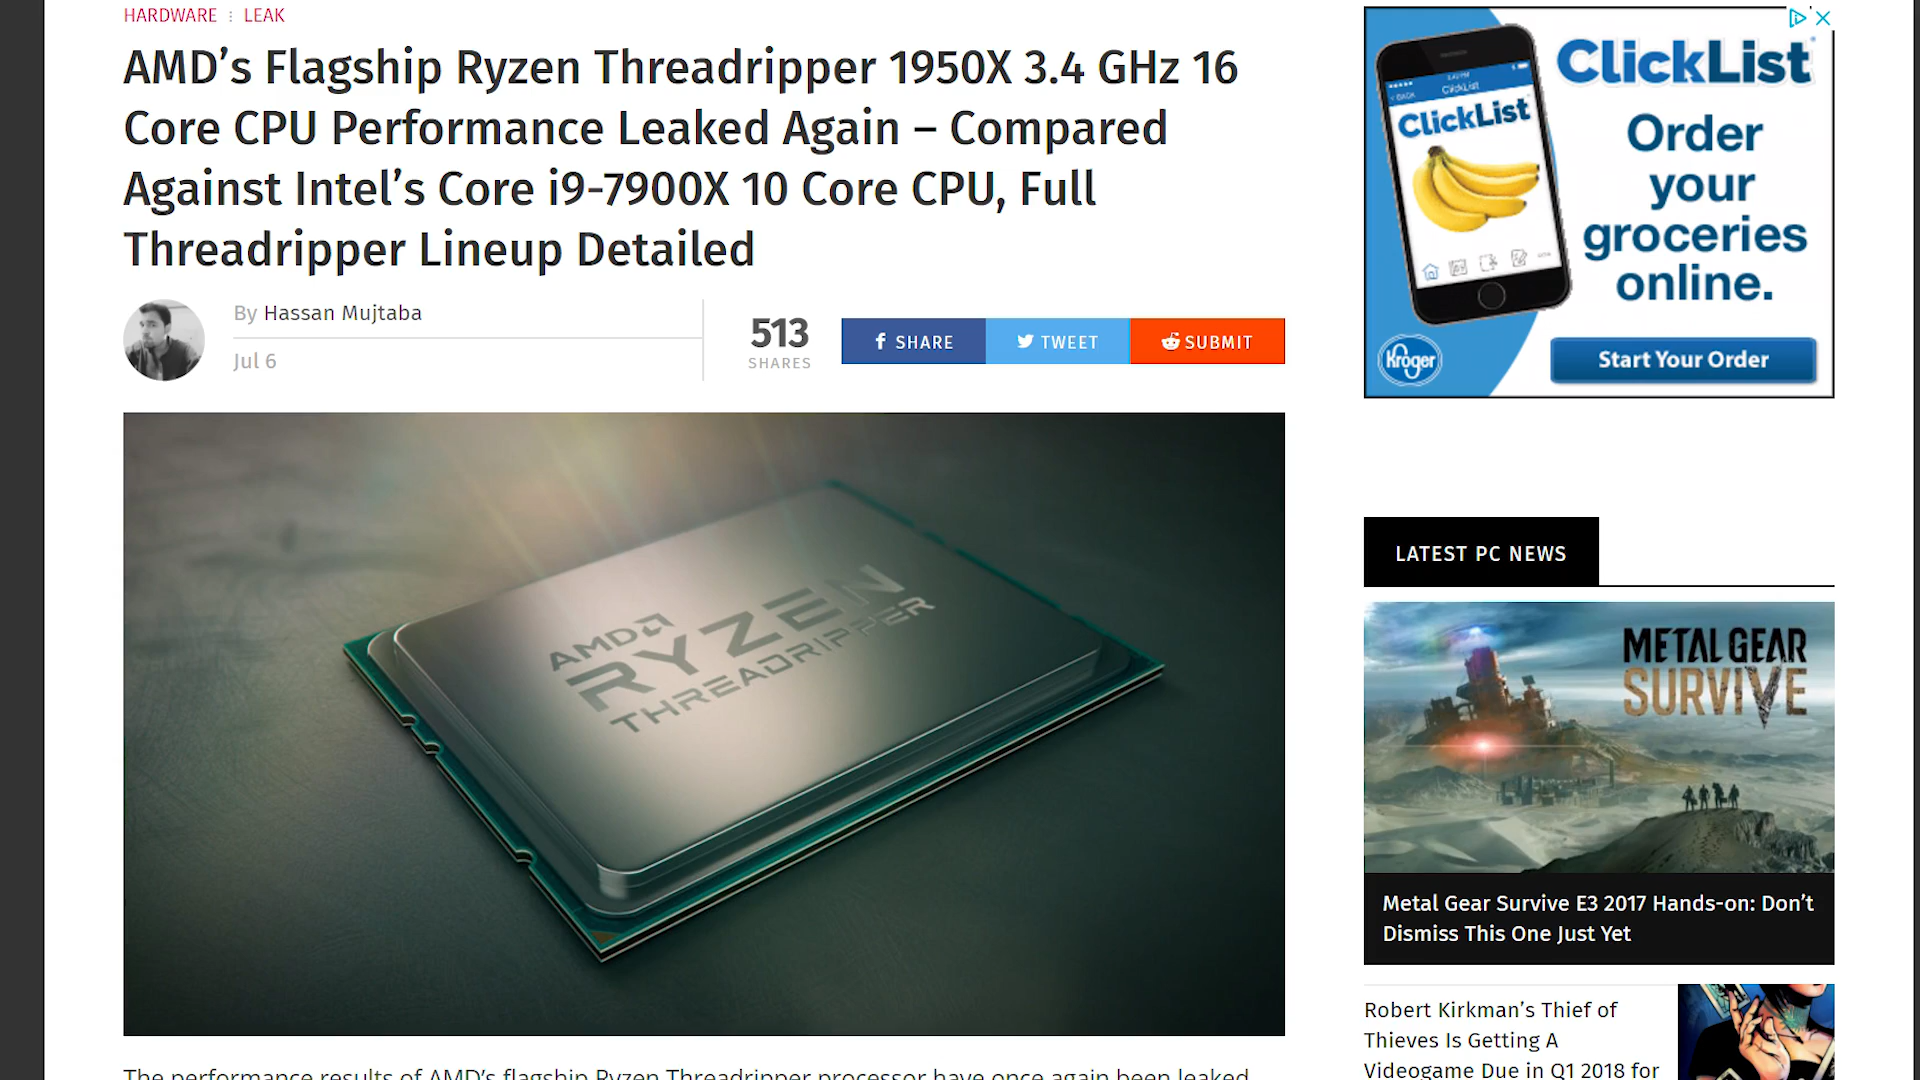 HARDWARE ⋮ LEAK
AMD’s Flagship Ryzen Threadripper 1950X 3.4 GHz 16
Core CPU Performance Leaked Again – Compared
Against Intel’s Core i9-7900X 10 Core CPU, Full
Threadripper Lineup Detailed
By Hassan Mujtaba
Jul 6
513
SHARES
SHARE
TWEET
SUBMIT
AMD
RYZEN
THREADRIPPER
The performance results of AMD’s flagship Ryzen Threadripper processor have once again been leaked
ClickList
Order
your
groceries
online.
Start Your Order
Kroger
BACK
ClickList
ClickList
LATEST PC NEWS
METAL GEAR
SURVIVE
Metal Gear Survive E3 2017 Hands-on: Don’t
Dismiss This One Just Yet
Robert Kirkman’s Thief of
Thieves Is Getting A
Videogame Due in Q1 2018 for